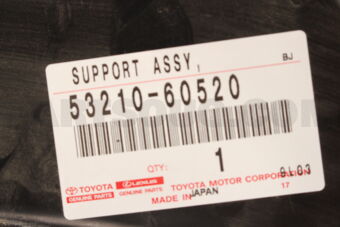 SUPPORT ASSY,
BJ
53210-60520
QTY:
1
TOYOTA
GENUINE PARTS
LEXUS
GENUINE PARTS
TOYOTA MOTOR CORPORATION
17
MADE IN JAPAN